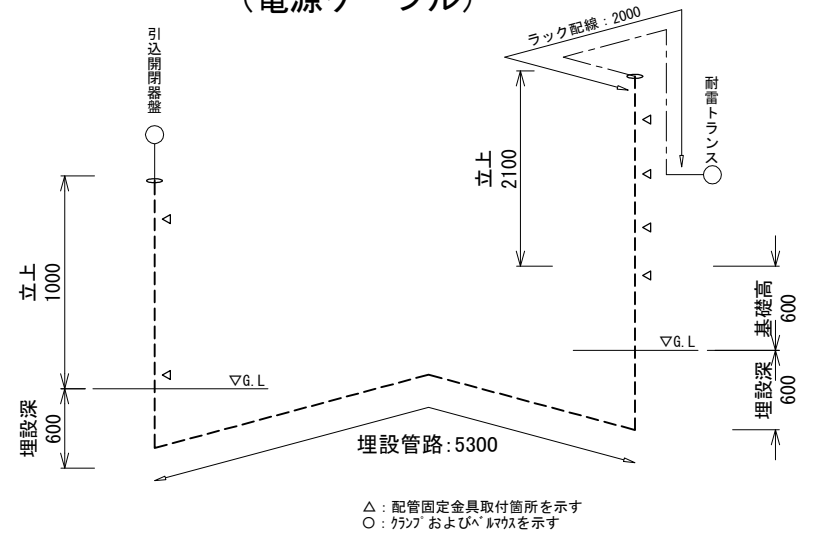 (電源ケーブル)
ラック配線：2000
引込開閉器盤
耐雷トランス
立上
2100
立上
1000
基礎高
600
▽G.L
▽G.L
埋設深
600
埋設深
600
埋設管路:5300
△：配管固定金具取付箇所を示す
○：ｸﾗﾝﾌﾟおよびﾍﾞﾙﾏｳｽを示す